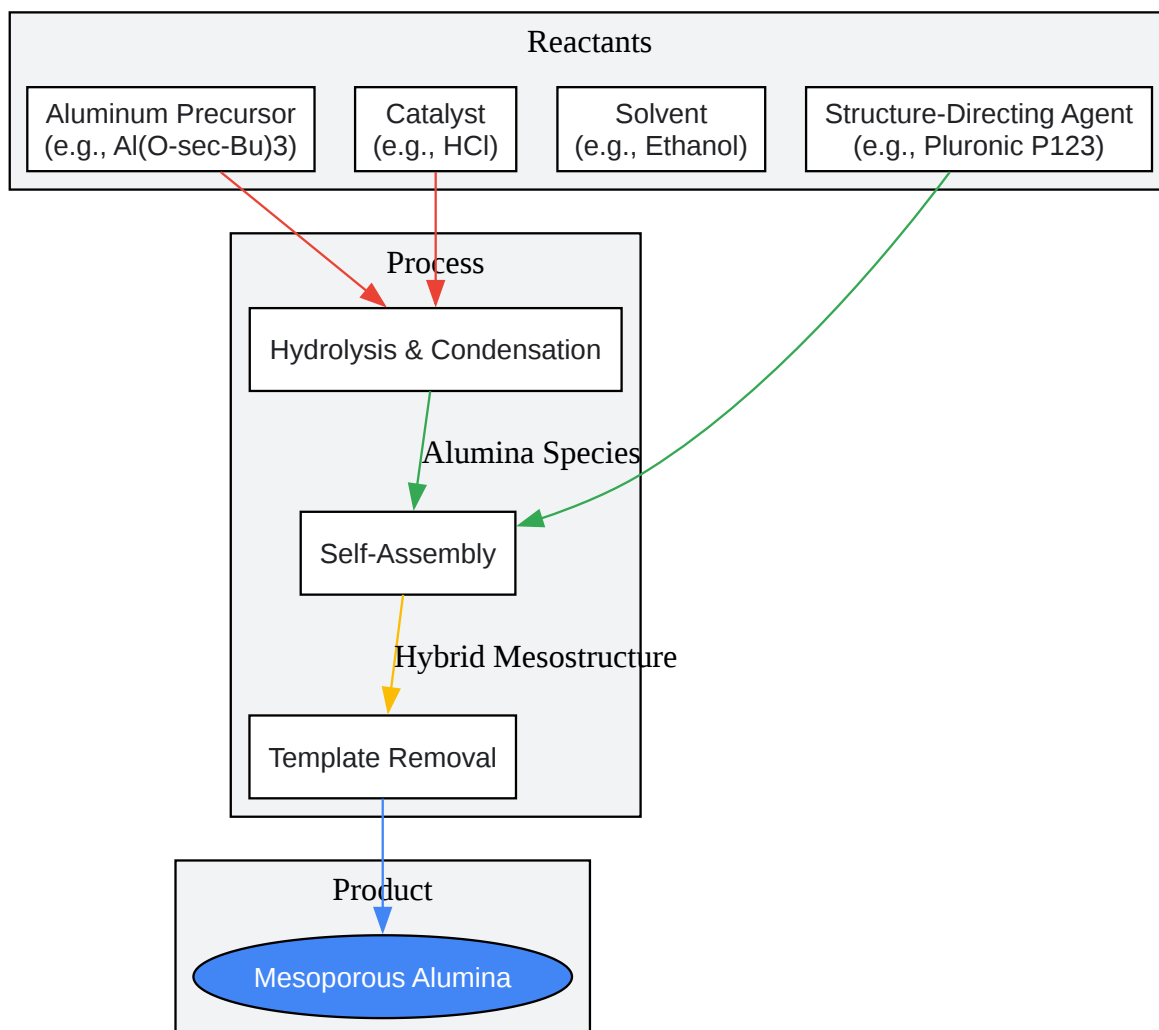 Reactants
Aluminum Precursor
(e.g., Al(O-sec-Bu)3)
Catalyst
(e.g., HCl)
Solvent
(e.g., Ethanol)
Structure-Directing Agent
(e.g., Pluronic P123)
Process
Hydrolysis & Condensation
Alumina Species
Self-Assembly
Hybrid Mesostructure
Template Removal
Product
Mesoporous Alumina